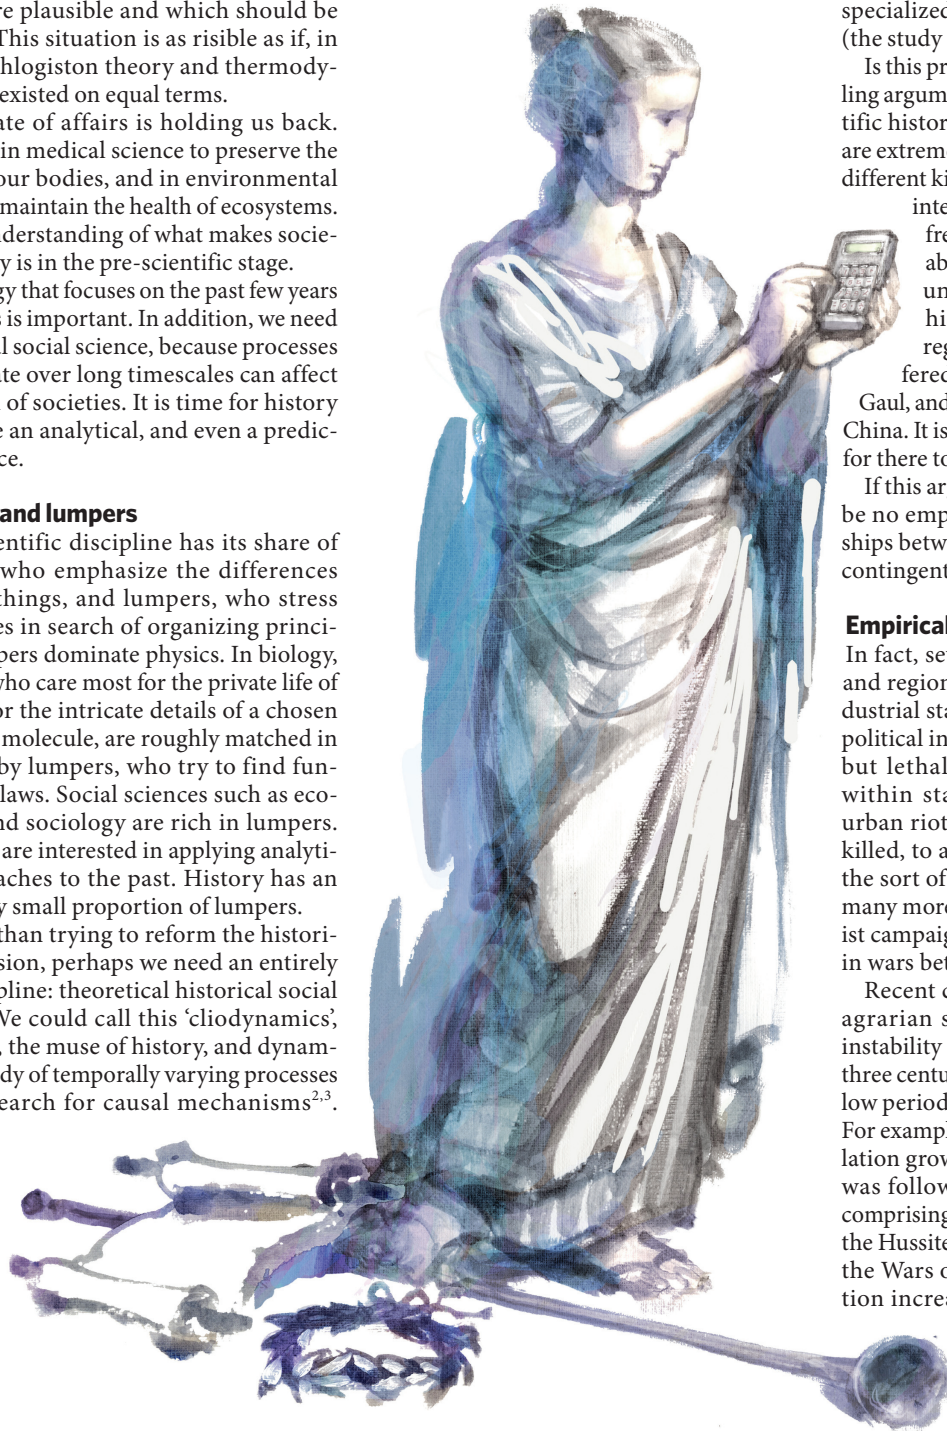 re plausible and which should be
This situation is as risible as if, in
hlogiston theory and thermody-
existed on equal terms.
ate of affairs is holding us back.
in medical science to preserve the
our bodies, and in environmental
maintain the health of ecosystems.
nderstanding of what makes socie-
y is in the pre-scientific stage.
gy that focuses on the past few years
s is important. In addition, we need
l social science, because processes
ate over long timescales can affect
of societies. It is time for history
e an analytical, and even a predic-
ce.
and lumpers
entific discipline has its share of
who emphasize the differences
things, and lumpers, who stress
es in search of organizing princi-
pers dominate physics. In biology,
who care most for the private life of
or the intricate details of a chosen
molecule, are roughly matched in
by lumpers, who try to find fun-
laws. Social sciences such as eco-
nd sociology are rich in lumpers.
are interested in applying analyti-
aches to the past. History has an
y small proportion of lumpers.
than trying to reform the histori-
sion, perhaps we need an entirely
pline: theoretical historical social
We could call this ‘cliodynamics’,
, the muse of history, and dynam-
dy of temporally varying processes
earch for causal mechanisms2,3.
specialized
(the study
Is this pr
ling argum
tific histor
are extrem
different ki
inte
fre
ab
un
hi
reg
fered
Gaul, and
China. It is
for there to
If this ar
be no emp
ships betw
contingent
Empirical
In fact, se
and region
dustrial sta
political in
but lethal
within sta
urban riot
killed, to a
the sort of
many more
ist campaig
in wars bet
Recent c
agrarian s
instability
three centu
low period
For exampl
lation grow
was follow
comprising
the Hussite
the Wars o
tion increa